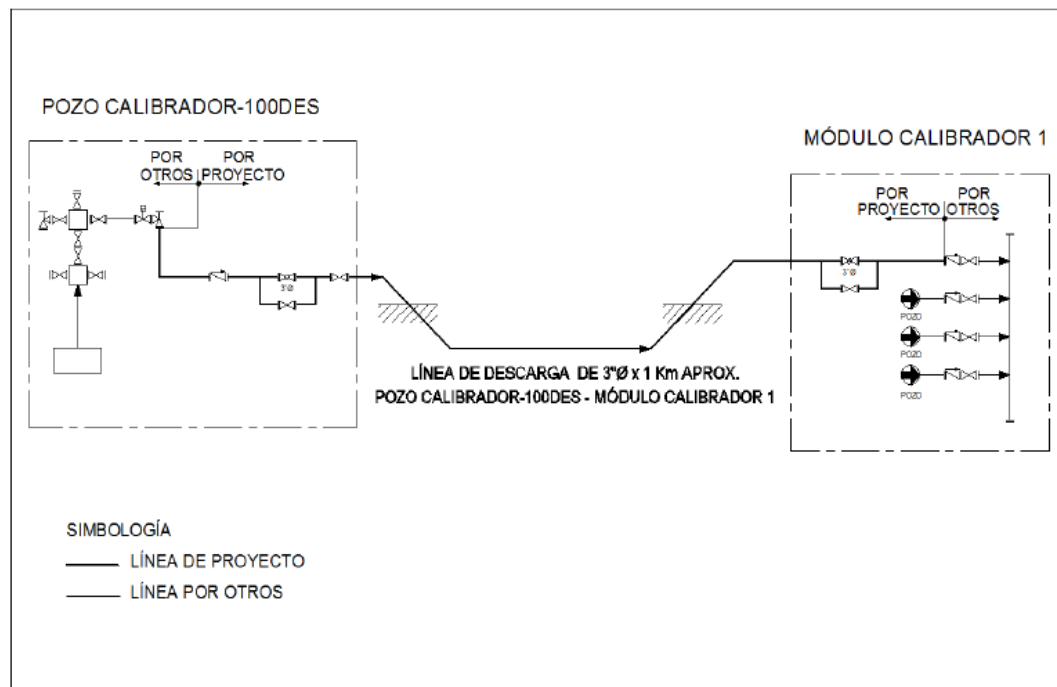 POZO CALIBRADOR-100DES
POR POR
OTROS PROYECTO
3"Ø
MÓDULO CALIBRADOR 1
POR POR
PROYECTO OTROS
3"Ø
POZO
POZO
POZO
LÍNEA DE DESCARGA DE 3"Ø x 1 Km APROX.
POZO CALIBRADOR-100DES - MÓDULO CALIBRADOR 1
SIMBOLOGÍA
LÍNEA DE PROYECTO
LÍNEA POR OTROS